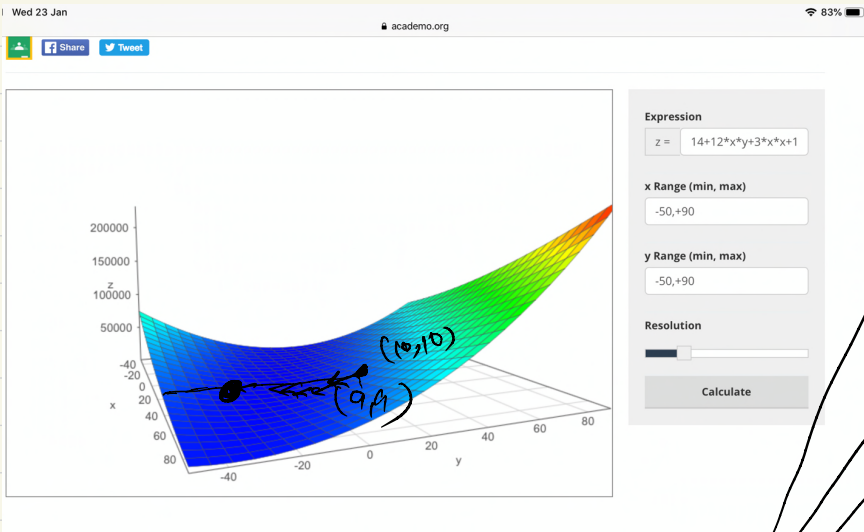 Wed 23 Jan
83%
academo.org
Share
Tweet
Expression
z = 14+12*x*y+3*x*x+1
x Range (min, max)
-50,+90
y Range (min, max)
-50,+90
Resolution
Calculate
200000
150000
z
100000
50000
-40
-20
0
20
40
60
80
x
-40
-20
0
20
40
60
80
y
(10,10)
(9,9)